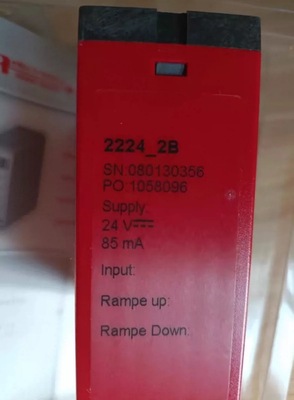 2224_2B
SN:080130356
PO:1058096
Supply:
24 V⎓
85 mA
Input:
Rampe up:
Rampe Down: